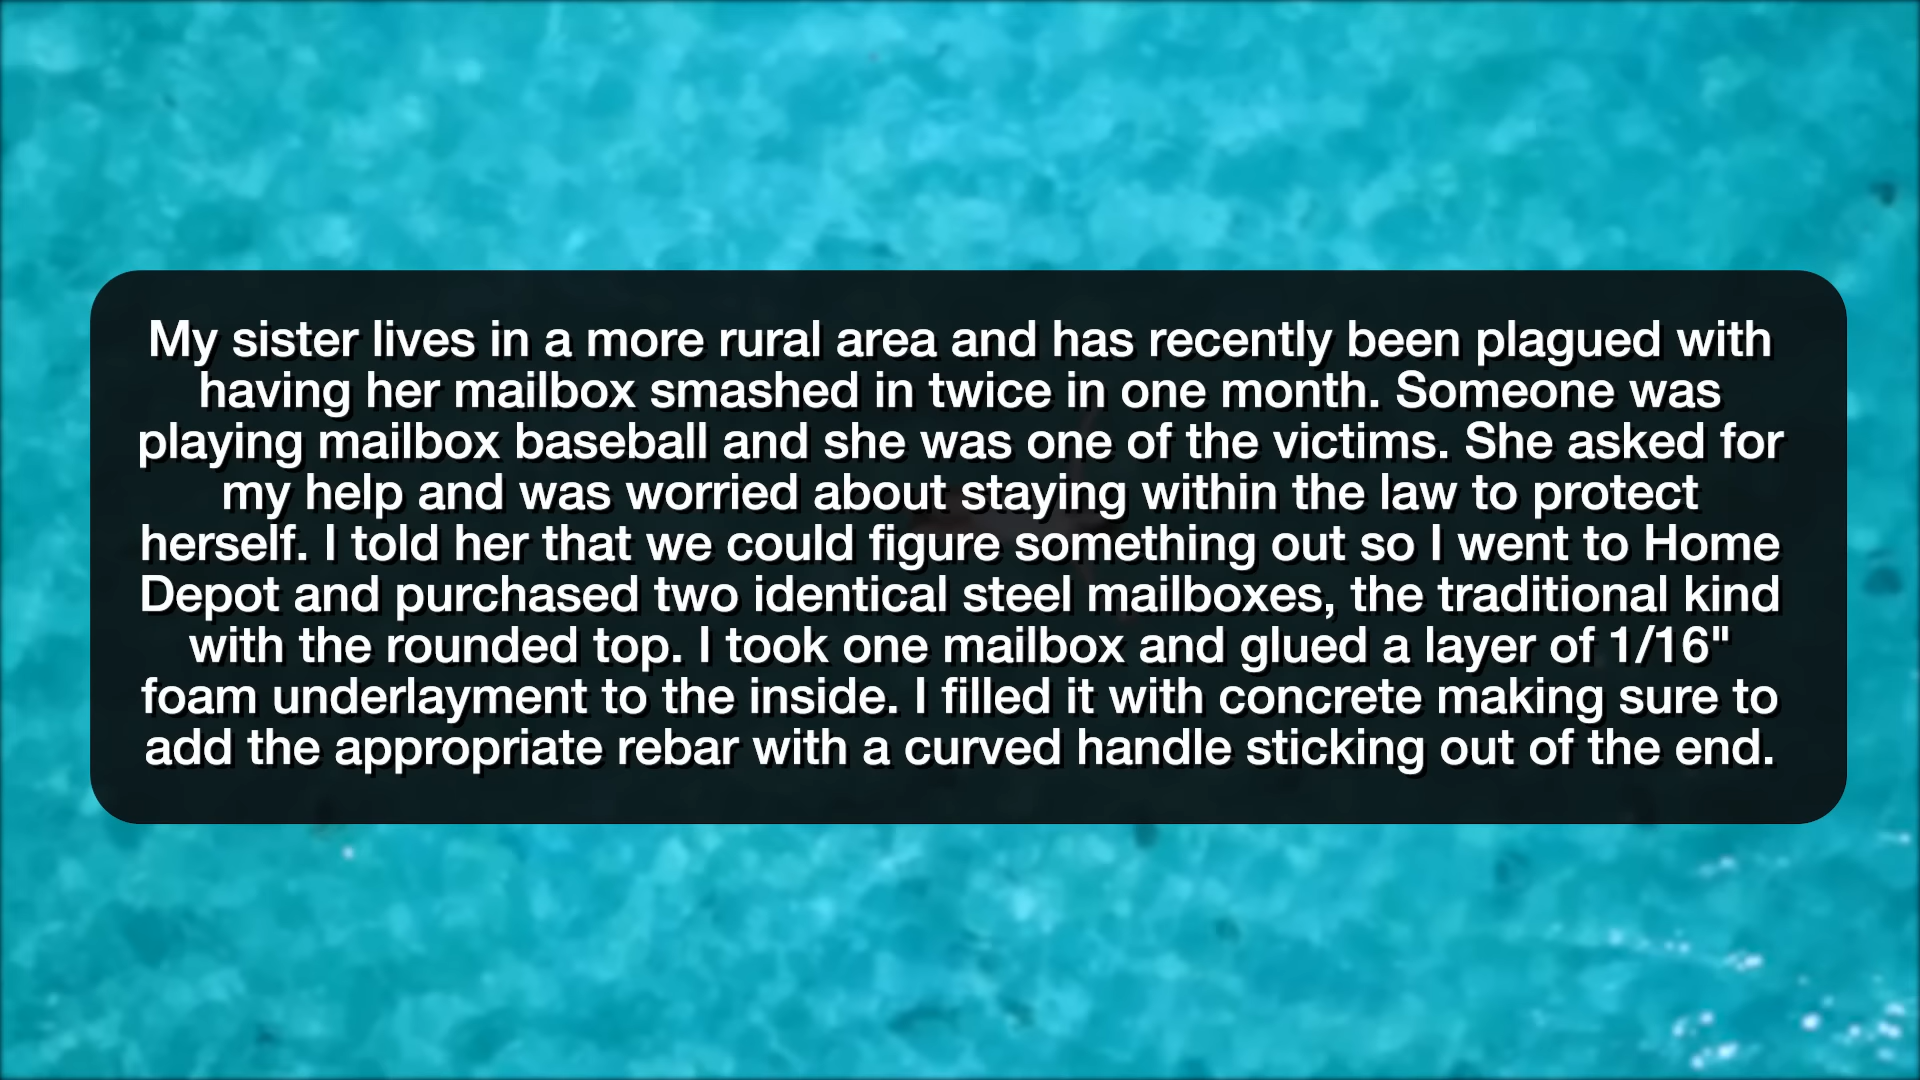 My sister lives in a more rural area and has recently been plagued with
having her mailbox smashed in twice in one month. Someone was
playing mailbox baseball and she was one of the victims. She asked for
my help and was worried about staying within the law to protect
herself. I told her that we could figure something out so I went to Home
Depot and purchased two identical steel mailboxes, the traditional kind
with the rounded top. I took one mailbox and glued a layer of 1/16"
foam underlayment to the inside. I filled it with concrete making sure to
add the appropriate rebar with a curved handle sticking out of the end.